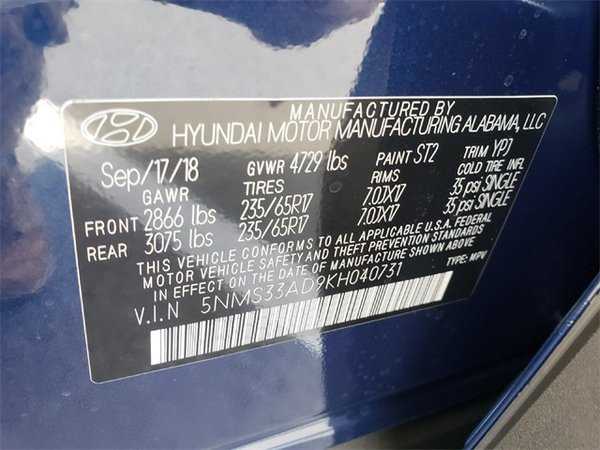 MANUFACTURED BY
HYUNDAI MOTOR MANUFACTURING ALABAMA, LLC
Sep/17/18 GVWR 4729 lbs PAINT ST2 TRIM YPJ
GAWR TIRES RIMS COLD TIRE INFL
FRONT 2866 lbs 235/65R17 7.0JX17 35 psi SINGLE
REAR 3075 lbs 235/65R17 7.0JX17 35 psi SINGLE
THIS VEHICLE CONFORMS TO ALL APPLICABLE U.S.A. FEDERAL
MOTOR VEHICLE SAFETY AND THEFT PREVENTION STANDARDS
IN EFFECT ON THE DATE OF MANUFACTURE SHOWN ABOVE
V.I.N 5NMS33AD9KH040731 TYPE: MPV